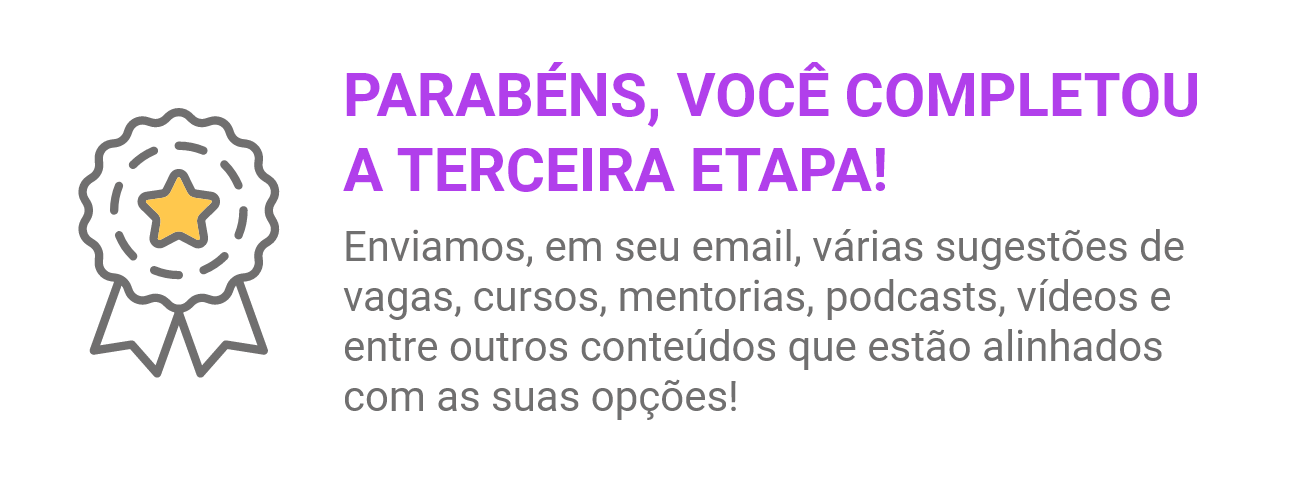 PARABÉNS, VOCÊ COMPLETOU
A TERCEIRA ETAPA!
Enviamos, em seu email, várias sugestões de
vagas, cursos, mentorias, podcasts, vídeos e
entre outros conteúdos que estão alinhados
com as suas opções!